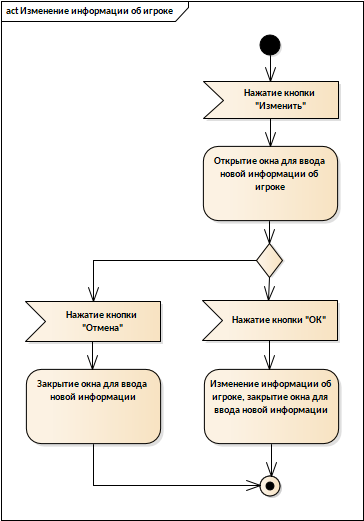 act Изменение информации об игроке
Нажатие кнопки
"Изменить"
Открытие окна для ввода
новой информации об
игроке
Нажатие кнопки
"Отмена"
Нажатие кнопки "ОК"
Закрытие окна для ввода
новой информации
Изменение информации об
игроке, закрытие окна для
ввода новой информации